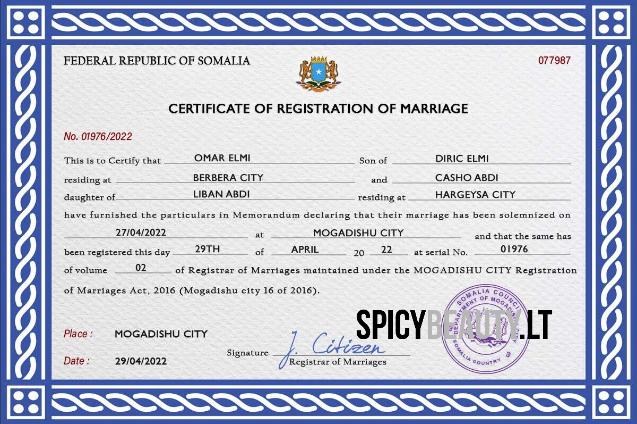 FEDERAL REPUBLIC OF SOMALIA 077987
CERTIFICATE OF REGISTRATION OF MARRIAGE
No. 01976/2022
This is to Certify that OMAR ELMI Son of DIRIC ELMI
residing at BERBERA CITY and CASHO ABDI
daughter of LIBAN ABDI residing at HARGEYSA CITY
have furnished the particulars in Memorandum declaring that their marriage has been solemnized on
27/04/2022 at MOGADISHU CITY and that the same has
been registered this day 29TH of APRIL 20 22 at serial No. 01976
of volume 02 of Registrar of Marriages maintained under the MOGADISHU CITY Registration
of Marriages Act, 2016 (Mogadishu city 16 of 2016).
SPICYBEAUTY.LT
SOMALIA COUNCI
DEPARTMENT OF MOGA
SOMALIA COUNTRY
Place : MOGADISHU CITY
Signature J. Citizen
Date : 29/04/2022 Registrar of Marriages